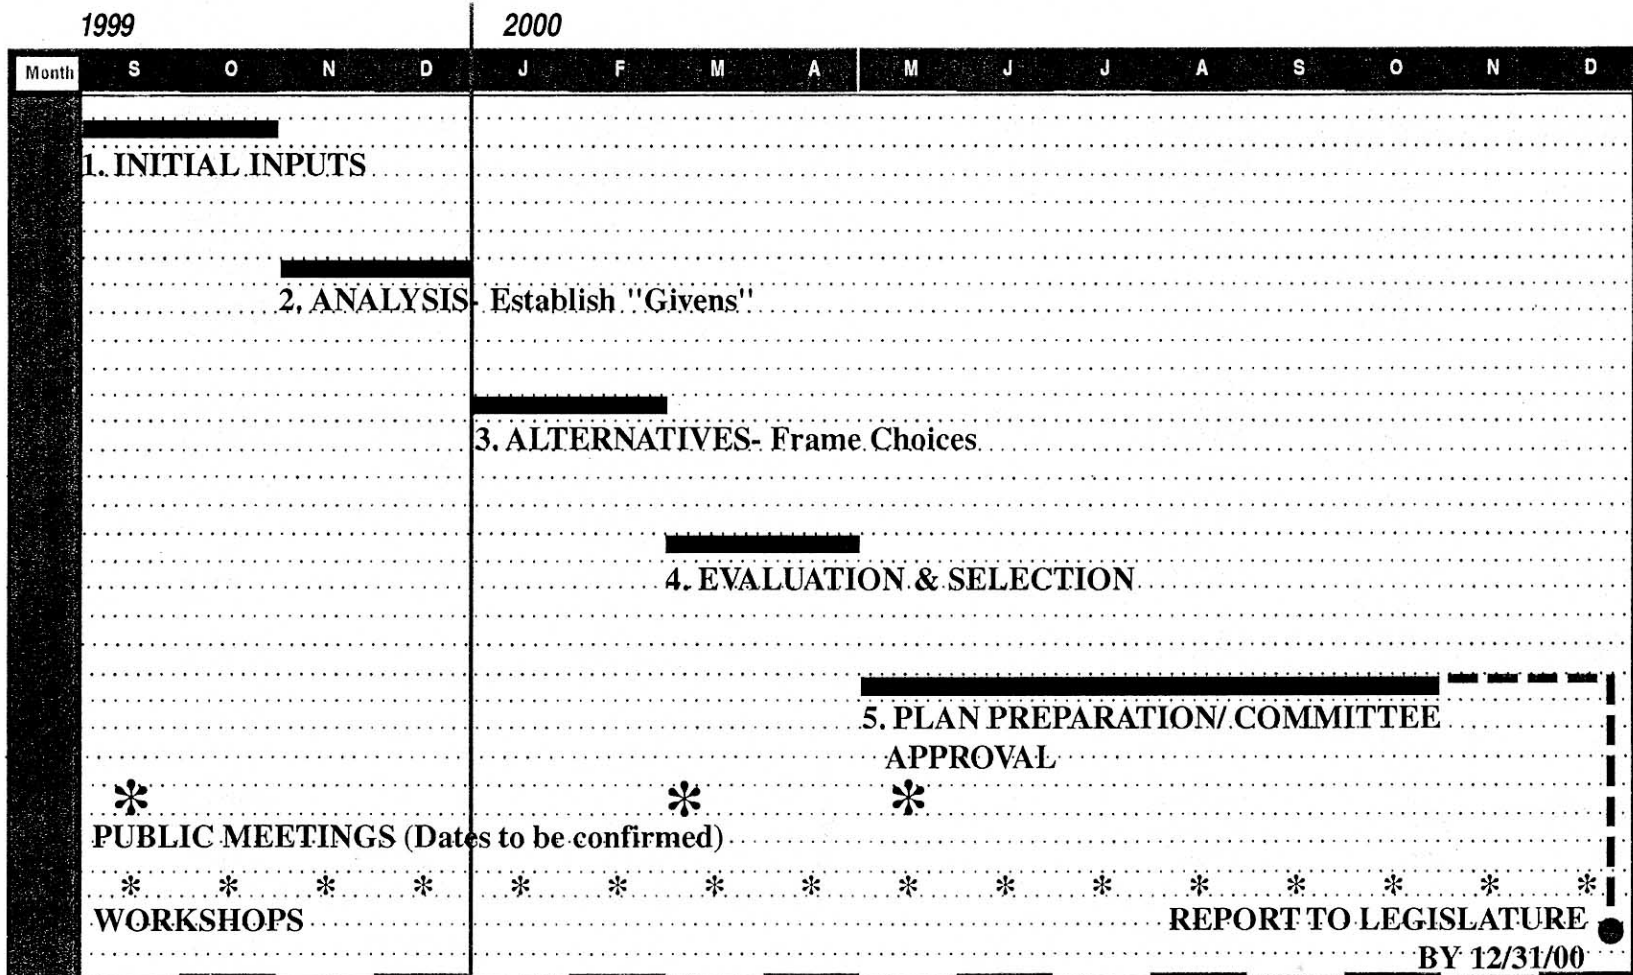 1999 2000
Month S O N D J F M A M J J A S O N D
1. INITIAL INPUTS
2. ANALYSIS- Establish "Givens"
3. ALTERNATIVES- Frame Choices
4. EVALUATION & SELECTION
5. PLAN PREPARATION/ COMMITTEE
APPROVAL
* * *
PUBLIC MEETINGS (Dates to be confirmed)
* * * * * * * * * * * * * * * *
WORKSHOPS REPORT TO LEGISLATURE
BY 12/31/00